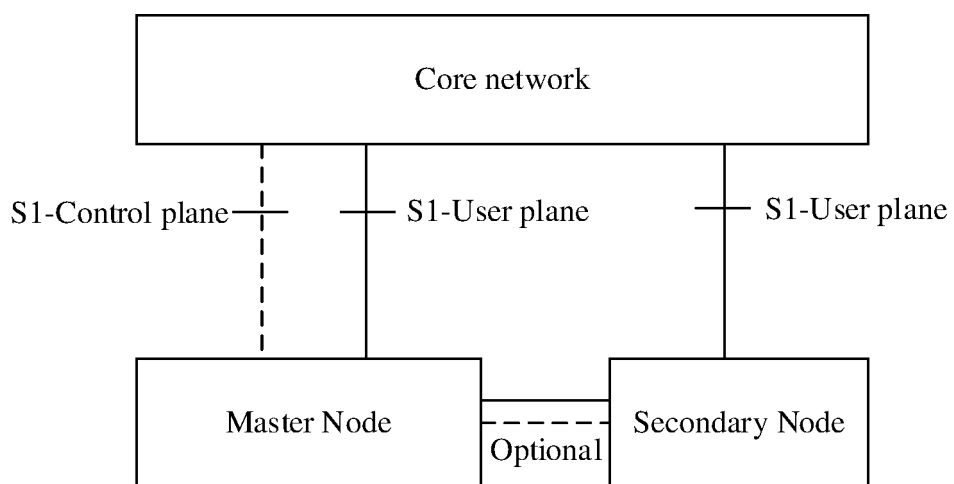 Core network
S1-Control plane
S1-User plane
S1-User plane
Master Node
Secondary Node
Optional